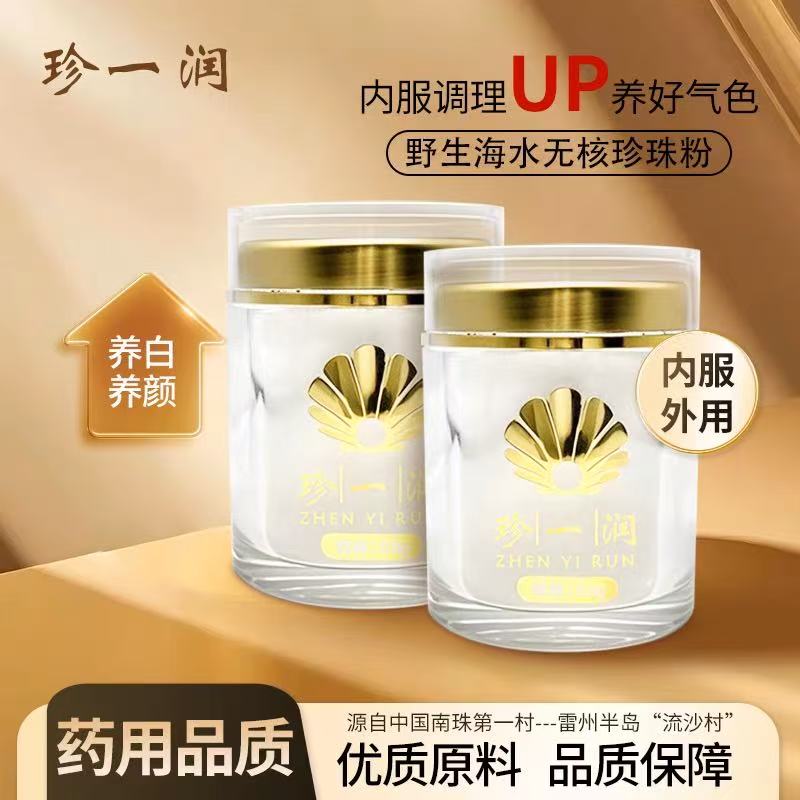 珍一润
内服调理UP养好气色
野生海水无核珍珠粉
养白
养颜
内服
外用
珍一润
ZHEN YI RUN
珍一润
ZHEN YI RUN
药用品质
源自中国南珠第一村---雷州半岛“流沙村”
优质原料 品质保障